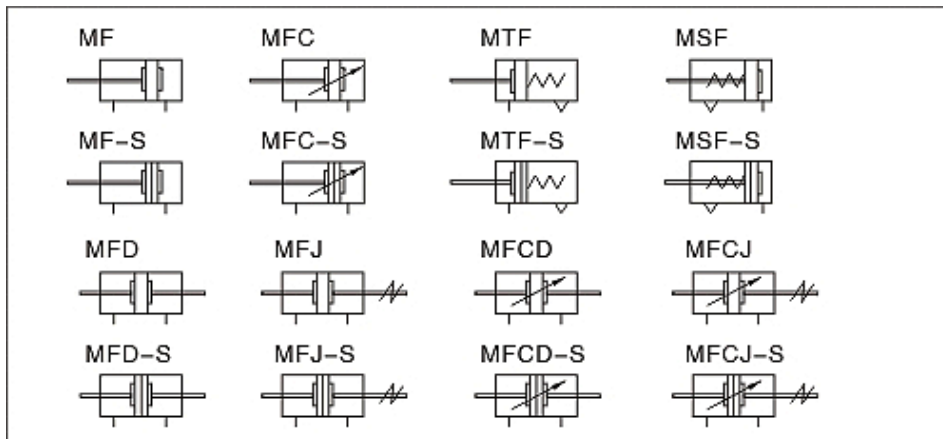 MF MFC MTF MSF
MF-S MFC-S MTF-S MSF-S
MFD MFJ MFCD MFCJ
MFD-S MFJ-S MFCD-S MFCJ-S